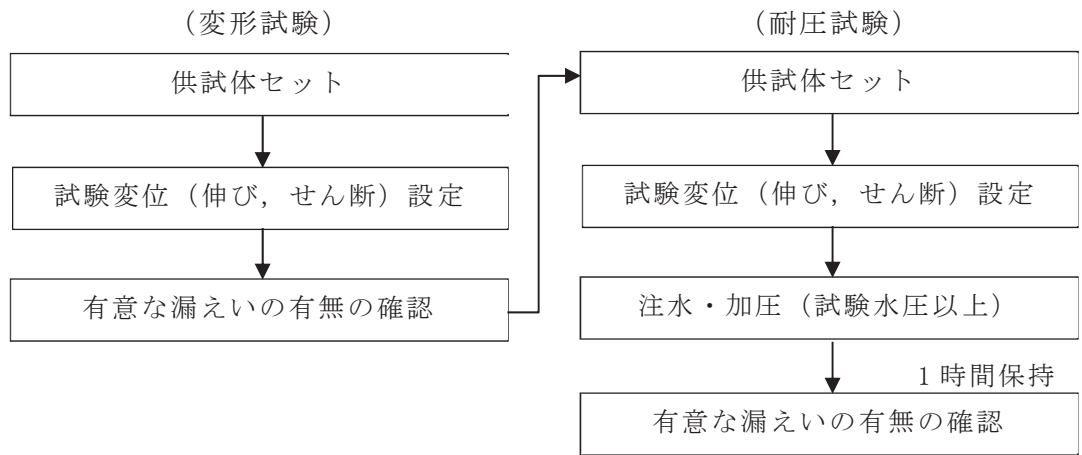 (変形試験)
供試体セット
試験変位(伸び,せん断)設定
有意な漏えいの有無の確認
(耐圧試験)
供試体セット
試験変位(伸び,せん断)設定
注水・加圧(試験水圧以上)
1時間保持
有意な漏えいの有無の確認